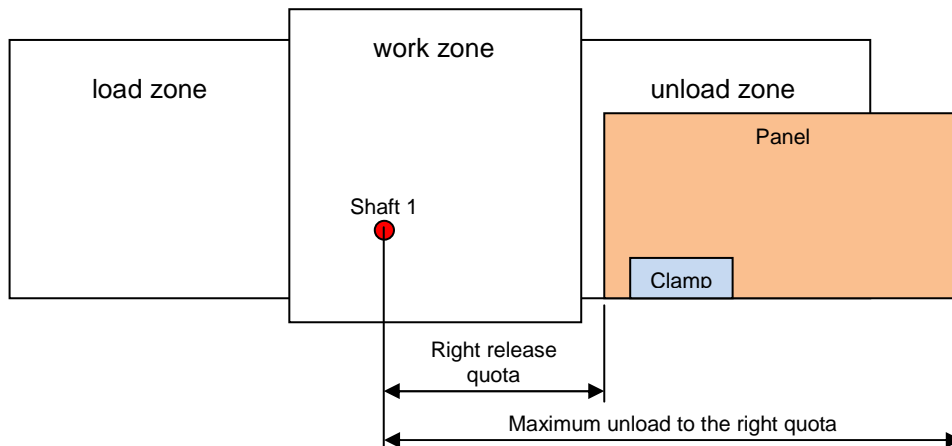 work zone
load zone
unload zone
Panel
Shaft 1
Clamp
Right release
quota
Maximum unload to the right quota